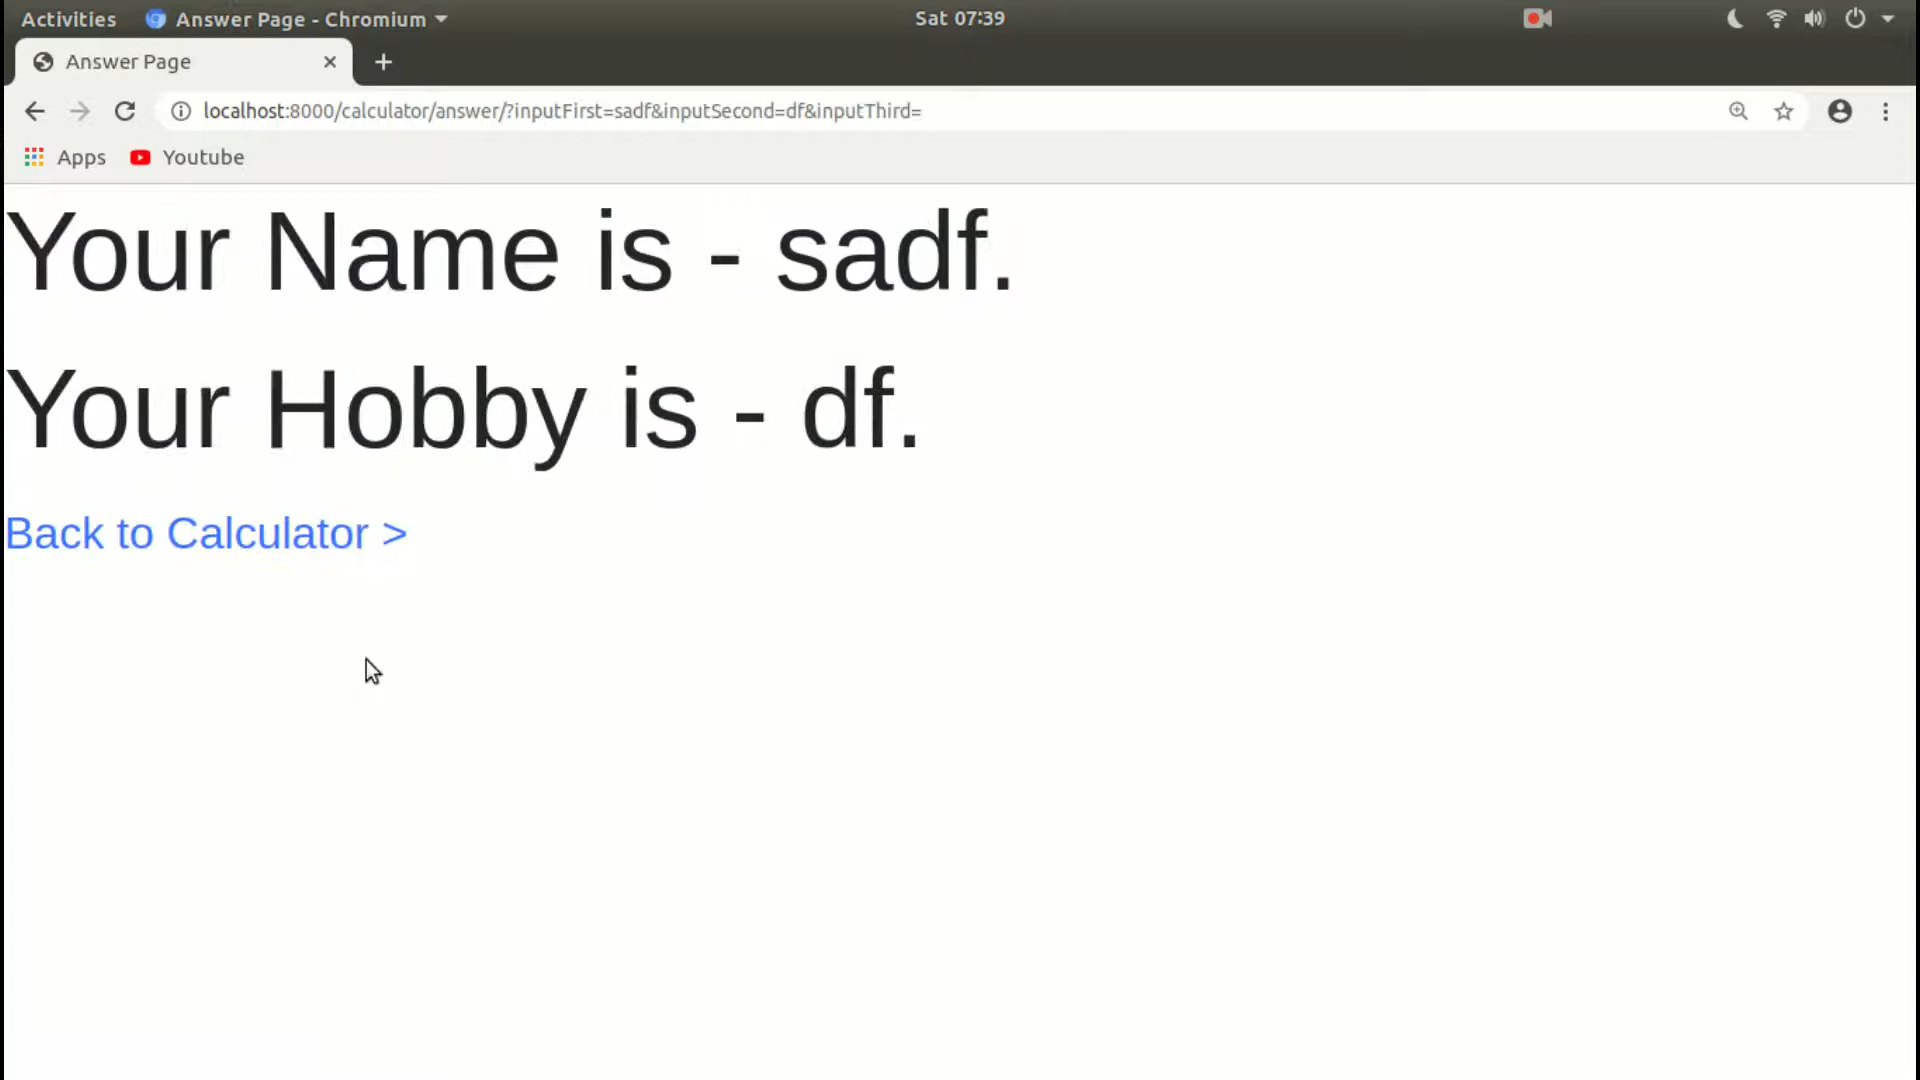 Activities Answer Page - Chromium Sat 07:39
Answer Page
localhost:8000/calculator/answer/?inputFirst=sadf&inputSecond=df&inputThird=
Apps Youtube
Your Name is - sadf.
Your Hobby is - df.
Back to Calculator >